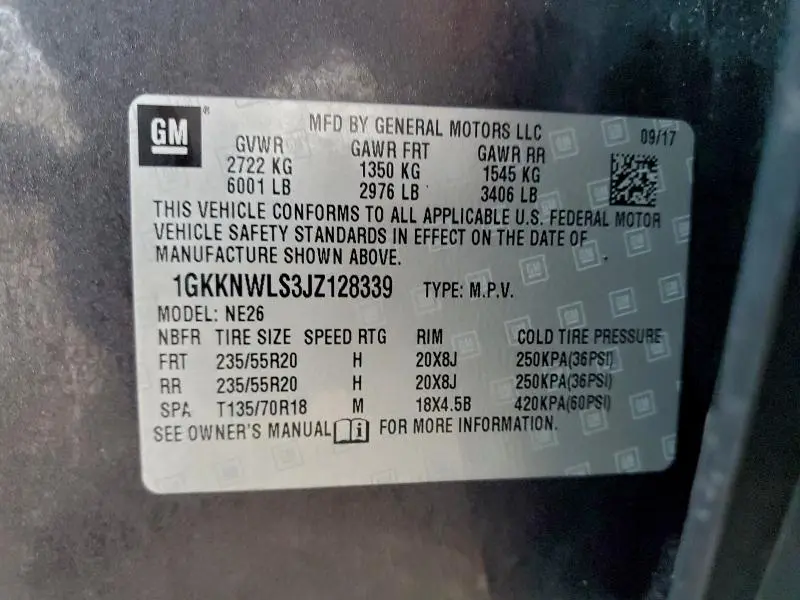 GM ® MFD BY GENERAL MOTORS LLC 09/17
GVWR GAWR FRT GAWR RR
2722 KG 1350 KG 1545 KG
6001 LB 2976 LB 3406 LB
THIS VEHICLE CONFORMS TO ALL APPLICABLE U.S. FEDERAL MOTOR
VEHICLE SAFETY STANDARDS IN EFFECT ON THE DATE OF
MANUFACTURE SHOWN ABOVE.
1GKKNWLS3JZ128339 TYPE: M.P.V.
MODEL: NE26
NBFR TIRE SIZE SPEED RTG RIM COLD TIRE PRESSURE
FRT 235/55R20 H 20X8J 250KPA(36PSI)
RR 235/55R20 H 20X8J 250KPA(36PSI)
SPA T135/70R18 M 18X4.5B 420KPA(60PSI)
SEE OWNER'S MANUAL i FOR MORE INFORMATION.